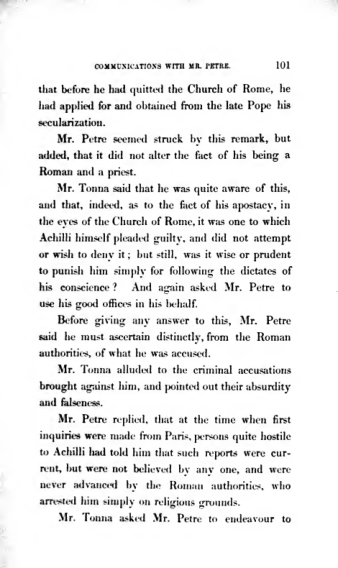 COMMUNICATIONS WITH MR. PETRE. 101
that before he had quitted the Church of Rome, he
had applied for and obtained from the late Pope his
secularization.
Mr. Petre seemed struck by this remark, but
added, that it did not alter the fact of his being a
Roman and a priest.
Mr. Tonna said that he was quite aware of this,
and that, indeed, as to the fact of his apostacy, in
the eyes of the Church of Rome, it was one to which
Achilli himself pleaded guilty, and did not attempt
or wish to deny it; but still, was it wise or prudent
to punish him simply for following the dictates of
his conscience? And again asked Mr. Petre to
use his good offices in his behalf.
Before giving any answer to this, Mr. Petre
said he must ascertain distinctly, from the Roman
authorities, of what he was accused.
Mr. Tonna alluded to the criminal accusations
brought against him, and pointed out their absurdity
and falseness.
Mr. Petre replied, that at the time when first
inquiries were made from Paris, persons quite hostile
to Achilli had told him that such reports were cur-
rent, but were not believed by any one, and were
never advanced by the Roman authorities, who
arrested him simply on religious grounds.
Mr. Tonna asked Mr. Petre to endeavour to